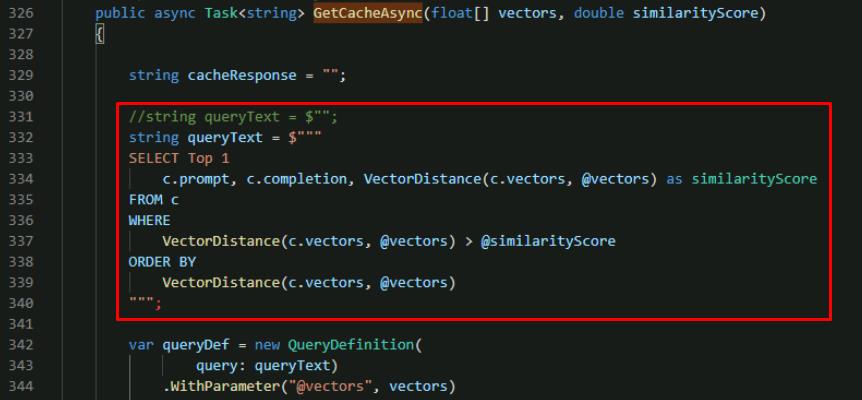 326 public async Task<string> GetCacheAsync(float[] vectors, double similarityScore)
327 {
328
329 string cacheResponse = "";
330
331 //string queryText = $"";
332 string queryText = $"""
333 SELECT Top 1
334 c.prompt, c.completion, VectorDistance(c.vectors, @vectors) as similarityScore
335 FROM c
336 WHERE
337 VectorDistance(c.vectors, @vectors) > @similarityScore
338 ORDER BY
339 VectorDistance(c.vectors, @vectors)
340 """;
341
342 var queryDef = new QueryDefinition(
343 query: queryText)
344 .WithParameter("@vectors", vectors)